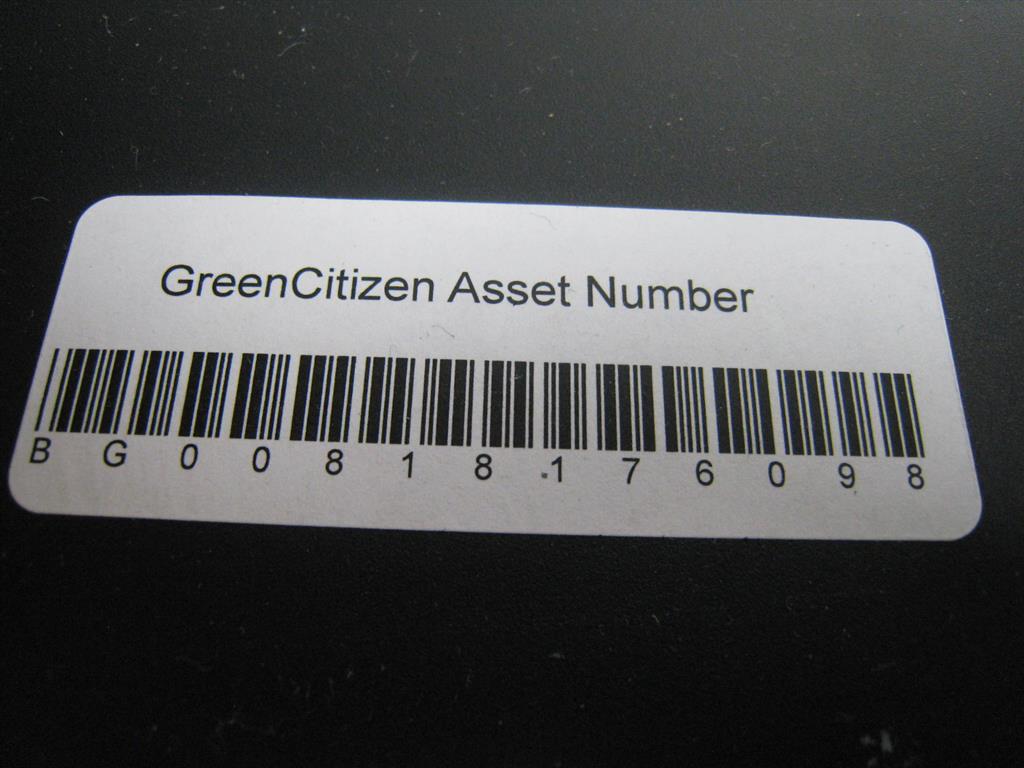 GreenCitizen Asset Number
B G 0 0 8 1 8 1 7 6 0 9 8